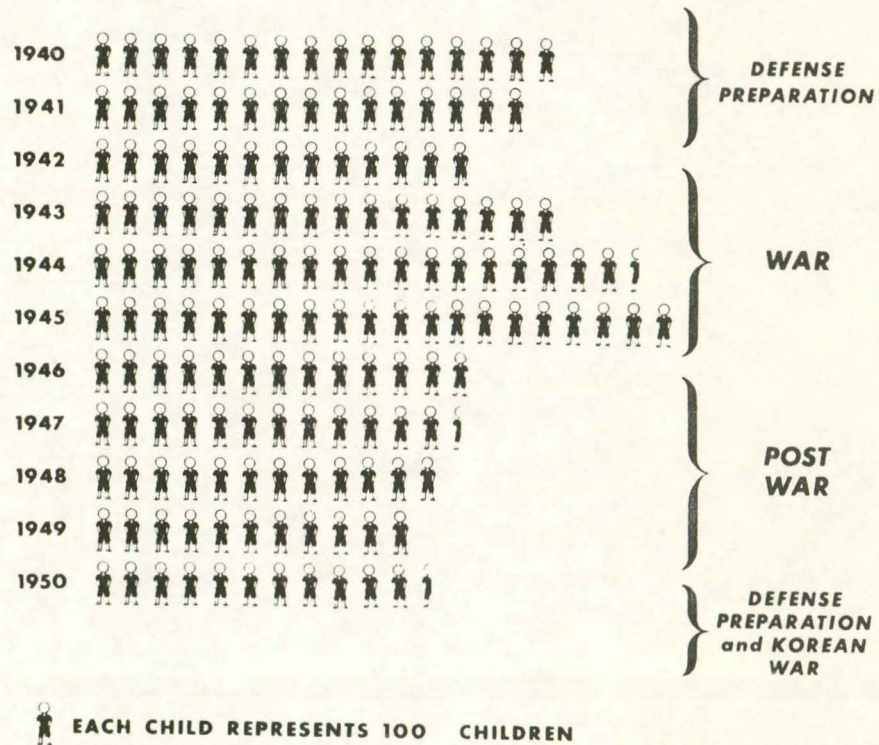 1940
DEFENSE
PREPARATION
1941
1942
1943
WAR
1944
1945
1946
1947
POST
WAR
1948
1949
1950
DEFENSE
PREPARATION
and KOREAN
WAR
EACH CHILD REPRESENTS 100 CHILDREN